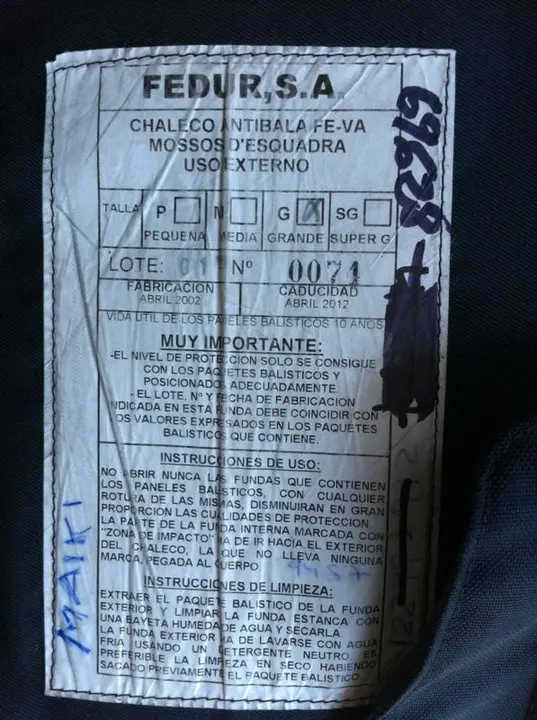 FEDUR,S.A.
CHALECO ANTIBALA FE-VA
MOSSOS D'ESQUADRA
USO EXTERNO
TALLA P M G X SG
PEQUEÑA MEDIA GRANDE SUPER G
LOTE: 011 Nº 0074
FABRICACION CADUCIDAD
ABRIL 2002 ABRIL 2012
VIDA UTIL DE LOS PANELES BALISTICOS 10 AÑOS
MUY IMPORTANTE:
-EL NIVEL DE PROTECCION SOLO SE CONSIGUE
CON LOS PAQUETES BALISTICOS Y
POSICIONADOS ADECUADAMENTE.
- EL LOTE, Nº Y FECHA DE FABRICACION
INDICADA EN ESTA FUNDA DEBE COINCIDIR CON
LOS VALORES EXPRESADOS EN LOS PAQUETES
BALISTICOS QUE CONTIENE.
INSTRUCCIONES DE USO:
NO ABRIR NUNCA LAS FUNDAS QUE CONTIENEN
LOS PANELES BALISTICOS, CON CUALQUIER
ROTURA DE LAS MISMAS, DISMINUIRAN EN GRAN
PROPORCION LAS CUALIDADES DE PROTECCION.
LA PARTE DE LA FUNDA INTERNA MARCADA CON
"ZONA DE IMPACTO" HA DE IR HACIA EL EXTERIOR
DEL CHALECO, LA QUE NO LLEVA NINGUNA
MARCA, PEGADA AL CUERPO
INSTRUCCIONES DE LIMPIEZA:
EXTRAER EL PAQUETE BALISTICO DE LA FUNDA
EXTERIOR Y LIMPIAR LA FUNDA ESTANCA CON
UNA BAYETA HUMEDA DE AGUA Y SECARLA
LA FUNDA EXTERIOR HA DE LAVARSE CON AGUA
FRIA USANDO UN DETERGENTE NEUTRO, ES
PREFERIBLE LA LIMPIEZA EN SECO HABIENDO
SACADO PREVIAMENTE EL PAQUETE BALISTICO
MAIKI